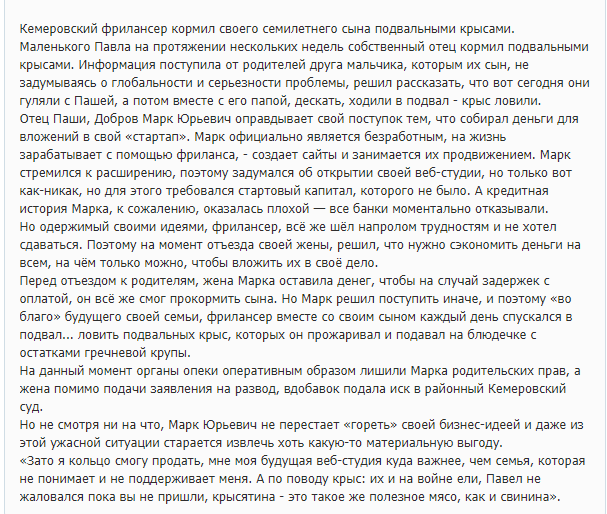 Кемеровский фрилансер кормил своего семилетнего сына подвальными крысами.
Маленького Павла на протяжении нескольких недель собственный отец кормил подвальными
крысами. Информация поступила от родителей друга мальчика, которым их сын, не
задумываясь о глобальности и серьезности проблемы, решил рассказать, что вот сегодня они
гуляли с Пашей, а потом вместе с его папой, дескать, ходили в подвал - крыс ловили.
Отец Паши, Добров Марк Юрьевич оправдывает свой поступок тем, что собирал деньги для
вложений в свой «стартап». Марк официально является безработным, на жизнь
зарабатывает с помощью фриланса, - создает сайты и занимается их продвижением. Марк
стремился к расширению, поэтому задумался об открытии своей веб-студии, но только вот
как-никак, но для этого требовался стартовый капитал, которого не было. А кредитная
история Марка, к сожалению, оказалась плохой — все банки моментально отказывали.
Но одержимый своими идеями, фрилансер, всё же шёл напролом трудностям и не хотел
сдаваться. Поэтому на момент отъезда своей жены, решил, что нужно сэкономить деньги на
всем, на чём только можно, чтобы вложить их в своё дело.
Перед отъездом к родителям, жена Марка оставила денег, чтобы на случай задержек с
оплатой, он всё же смог прокормить сына. Но Марк решил поступить иначе, и поэтому «во
благо» будущего своей семьи, фрилансер вместе со своим сыном каждый день спускался в
подвал... ловить подвальных крыс, которых он прожаривал и подавал на блюдечке с
остатками гречневой крупы.
На данный момент органы опеки оперативным образом лишили Марка родительских прав, а
жена помимо подачи заявления на развод, вдобавок подала иск в районный Кемеровский
суд.
Но не смотря ни на что, Марк Юрьевич не перестает «гореть» своей бизнес-идеей и даже из
этой ужасной ситуации старается извлечь хоть какую-то материальную выгоду.
«Зато я кольцо смогу продать, мне моя будущая веб-студия куда важнее, чем семья, которая
не понимает и не поддерживает меня. А по поводу крыс: их и на войне ели, Павел не
жаловался пока вы не пришли, крысятина - это такое же полезное мясо, как и свинина».